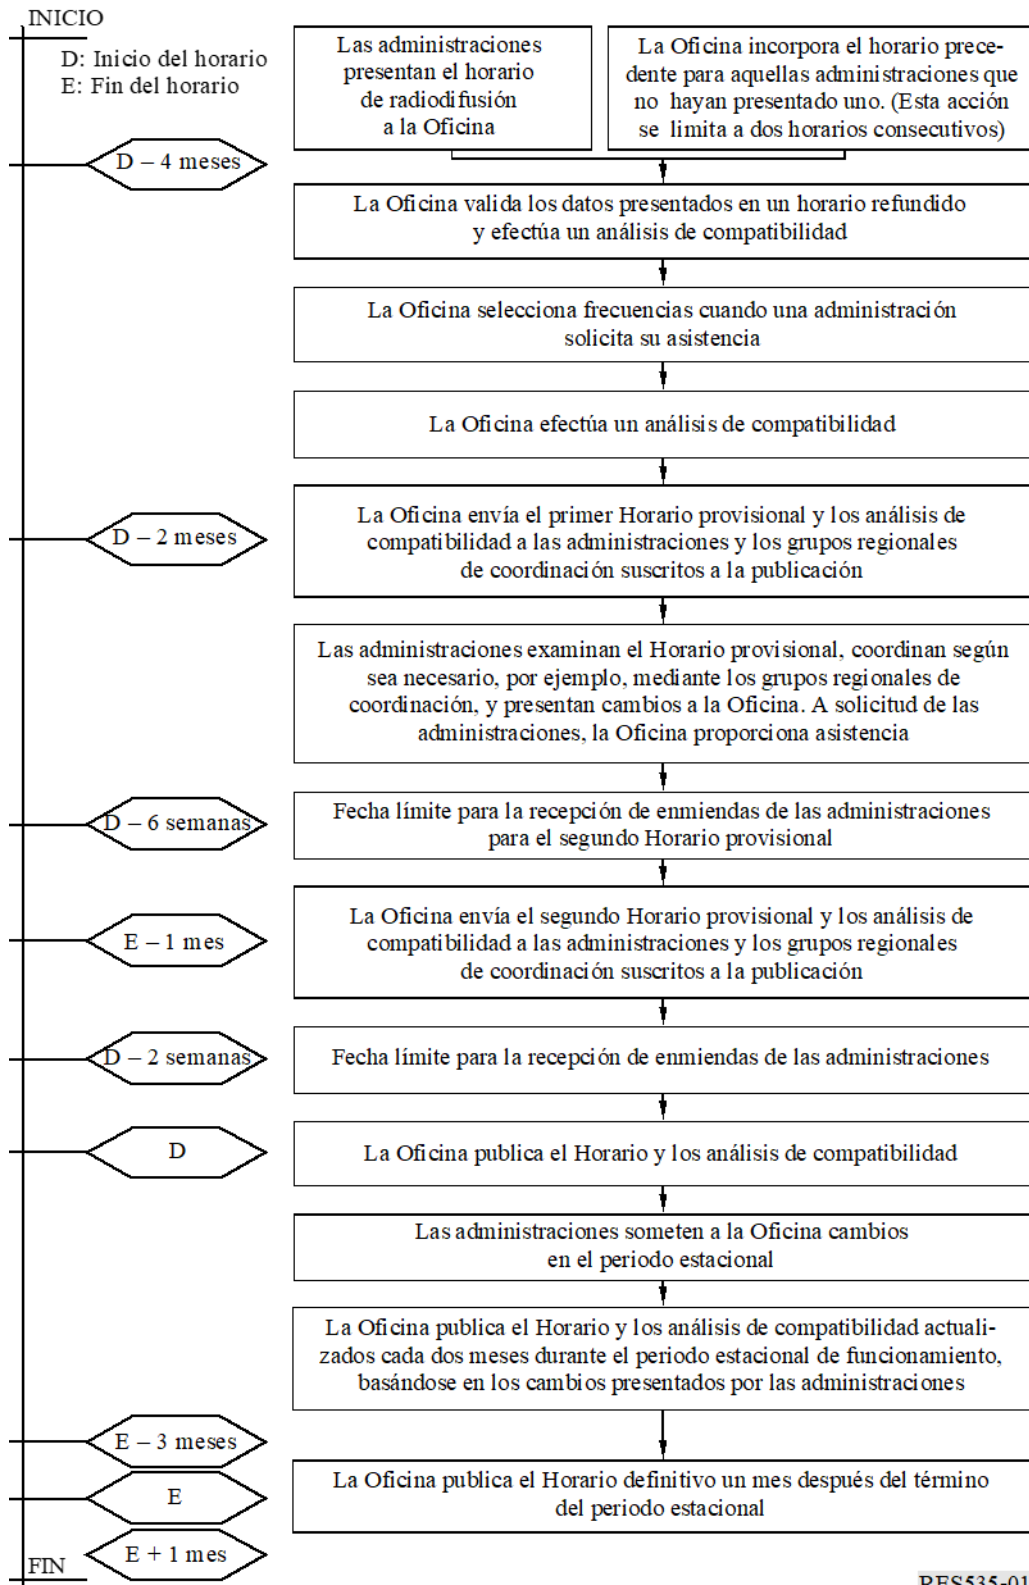 INICIO
D: Inicio del horario
E: Fin del horario
Las administraciones
presentan el horario
de radiodifusión
a la Oficina
La Oficina incorpora el horario prece-
dente para aquellas administraciones que
no hayan presentado uno. (Esta acción
se limita a dos horarios consecutivos)
D – 4 meses
La Oficina valida los datos presentados en un horario refundido
y efectúa un análisis de compatibilidad
La Oficina selecciona frecuencias cuando una administración
solicita su asistencia
La Oficina efectúa un análisis de compatibilidad
D – 2 meses
La Oficina envía el primer Horario provisional y los análisis de
compatibilidad a las administraciones y los grupos regionales
de coordinación suscritos a la publicación
Las administraciones examinan el Horario provisional, coordinan según
sea necesario, por ejemplo, mediante los grupos regionales de
coordinación, y presentan cambios a la Oficina. A solicitud de las
administraciones, la Oficina proporciona asistencia
D – 6 semanas
Fecha límite para la recepción de enmiendas de las administraciones
para el segundo Horario provisional
E – 1 mes
La Oficina envía el segundo Horario provisional y los análisis de
compatibilidad a las administraciones y los grupos regionales
de coordinación suscritos a la publicación
D – 2 semanas
Fecha límite para la recepción de enmiendas de las administraciones
D
La Oficina publica el Horario y los análisis de compatibilidad
Las administraciones someten a la Oficina cambios
en el periodo estacional
La Oficina publica el Horario y los análisis de compatibilidad actuali-
zados cada dos meses durante el periodo estacional de funcionamiento,
basándose en los cambios presentados por las administraciones
E – 3 meses
La Oficina publica el Horario definitivo un mes después del término
del periodo estacional
E
E + 1 mes
FIN
RES535-01